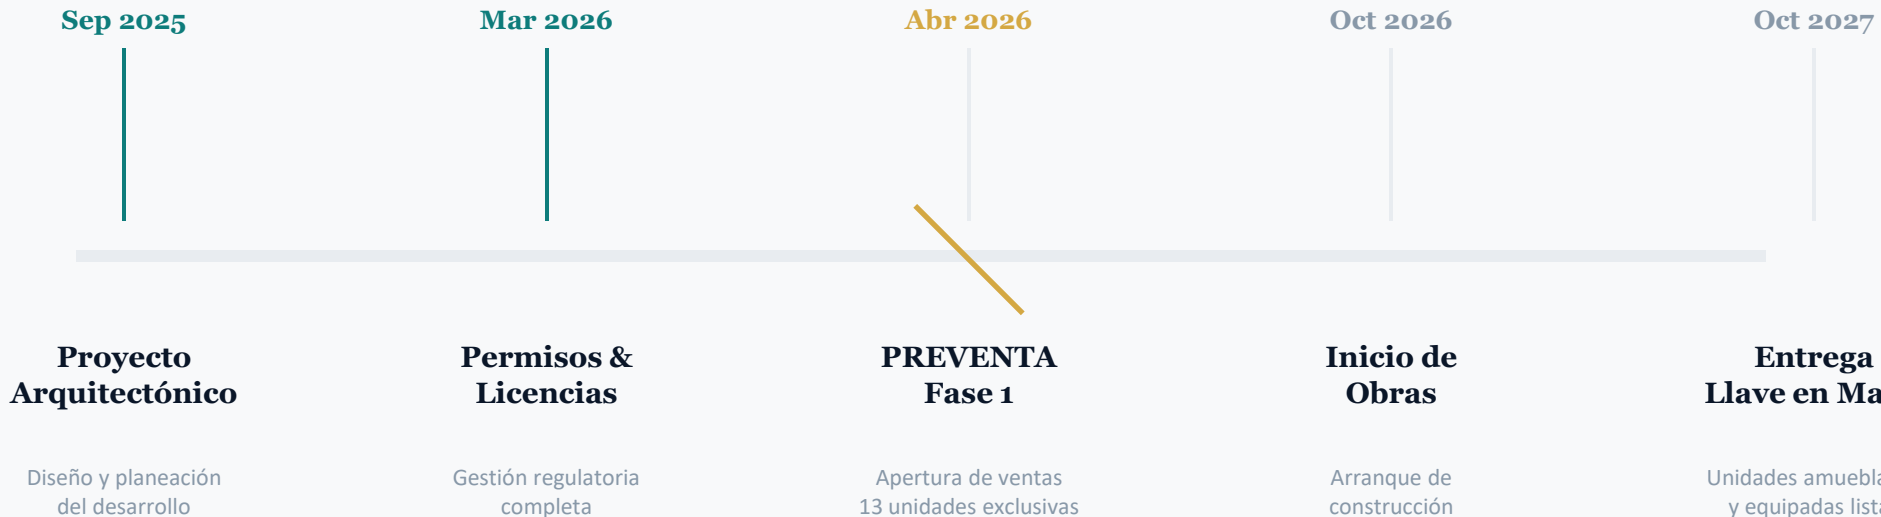 Sep 2025
Mar 2026
Abr 2026
Oct 2026
Oct 2027
Proyecto
Arquitectónico
Permisos &
Licencias
PREVENTA
Fase 1
Inicio de
Obras
Entrega
Llave en
Diseño y planeación
del desarrollo
Gestión regulatoria
completa
Apertura de ventas
13 unidades exclusivas
Arranque de
construcción
Unidades
y equipadas